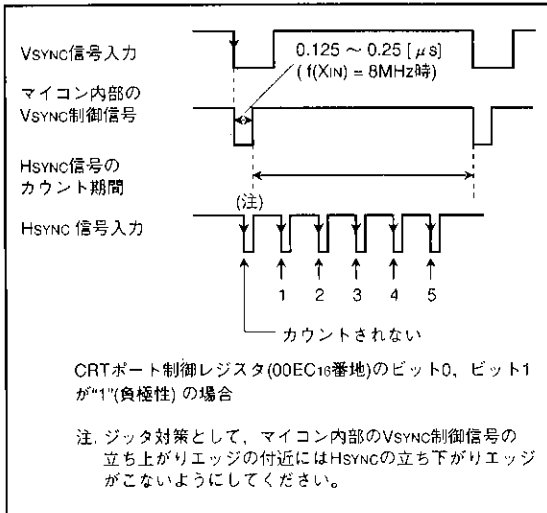 VSYNC信号入力
0.125 ～ 0.25 [ μs]
( f(XIN) = 8MHz時)
マイコン内部の
VSYNC制御信号
HSYNC信号の
カウント期間
(注)
HSYNC 信号入力
1 2 3 4 5
カウントされない
CRTポート制御レジスタ(00EC16番地)のビット0，ビット1
が“1”(負極性) の場合
注. ジッタ対策として、マイコン内部のVSYNC制御信号の
立ち上がりエッジの付近にはHSYNCの立ち下がりエッジ
がこないようにしてください。